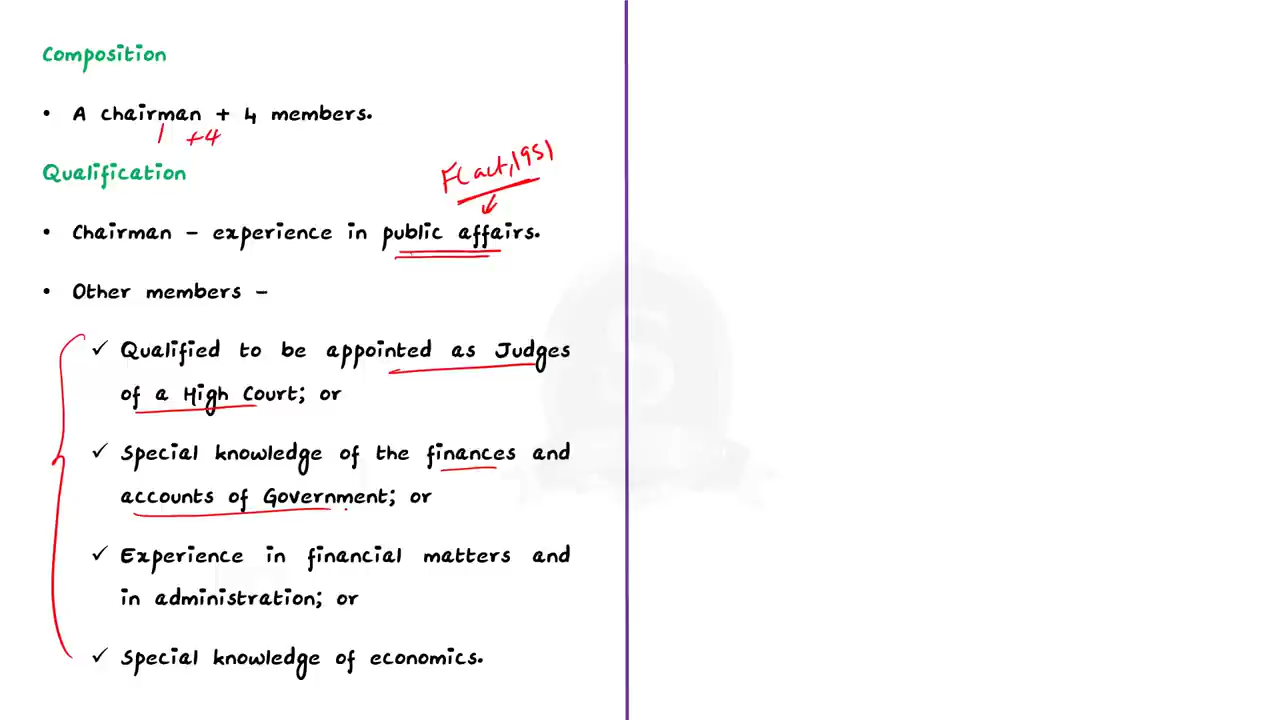 Composition
• A chairman + 4 members.
1 +4
FC act, 1951
Qualification
• Chairman – experience in public affairs.
• Other members –
✓ Qualified to be appointed as Judges
of a High Court; or
✓ Special knowledge of the finances and
accounts of Government; or
✓ Experience in financial matters and
in administration; or
✓ Special knowledge of economics.
S